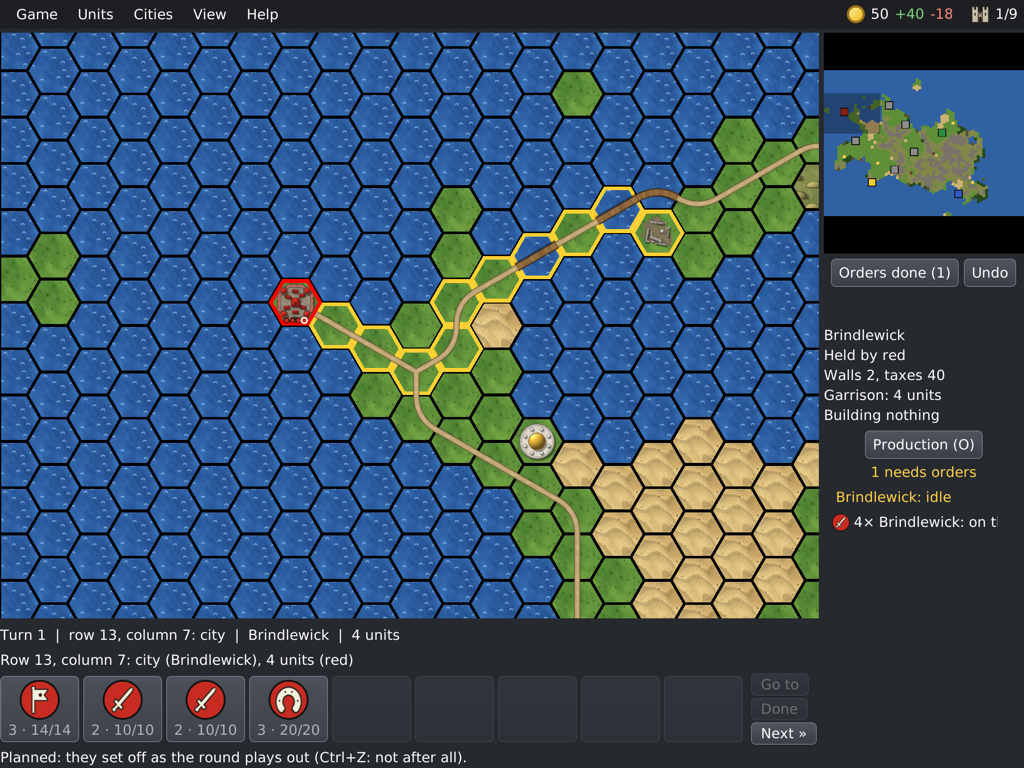 Game Units Cities View Help 50 +40 -18 1/9
Orders done (1) Undo
Brindlewick
Held by red
Walls 2, taxes 40
Garrison: 4 units
Building nothing
Production (O)
1 needs orders
Brindlewick: idle
4× Brindlewick: on t
Turn 1 | row 13, column 7: city | Brindlewick | 4 units
Row 13, column 7: city (Brindlewick), 4 units (red)
3 · 14/14 2 · 10/10 2 · 10/10 3 · 20/20
Go to
Done
Next »
Planned: they set off as the round plays out (Ctrl+Z: not after all).